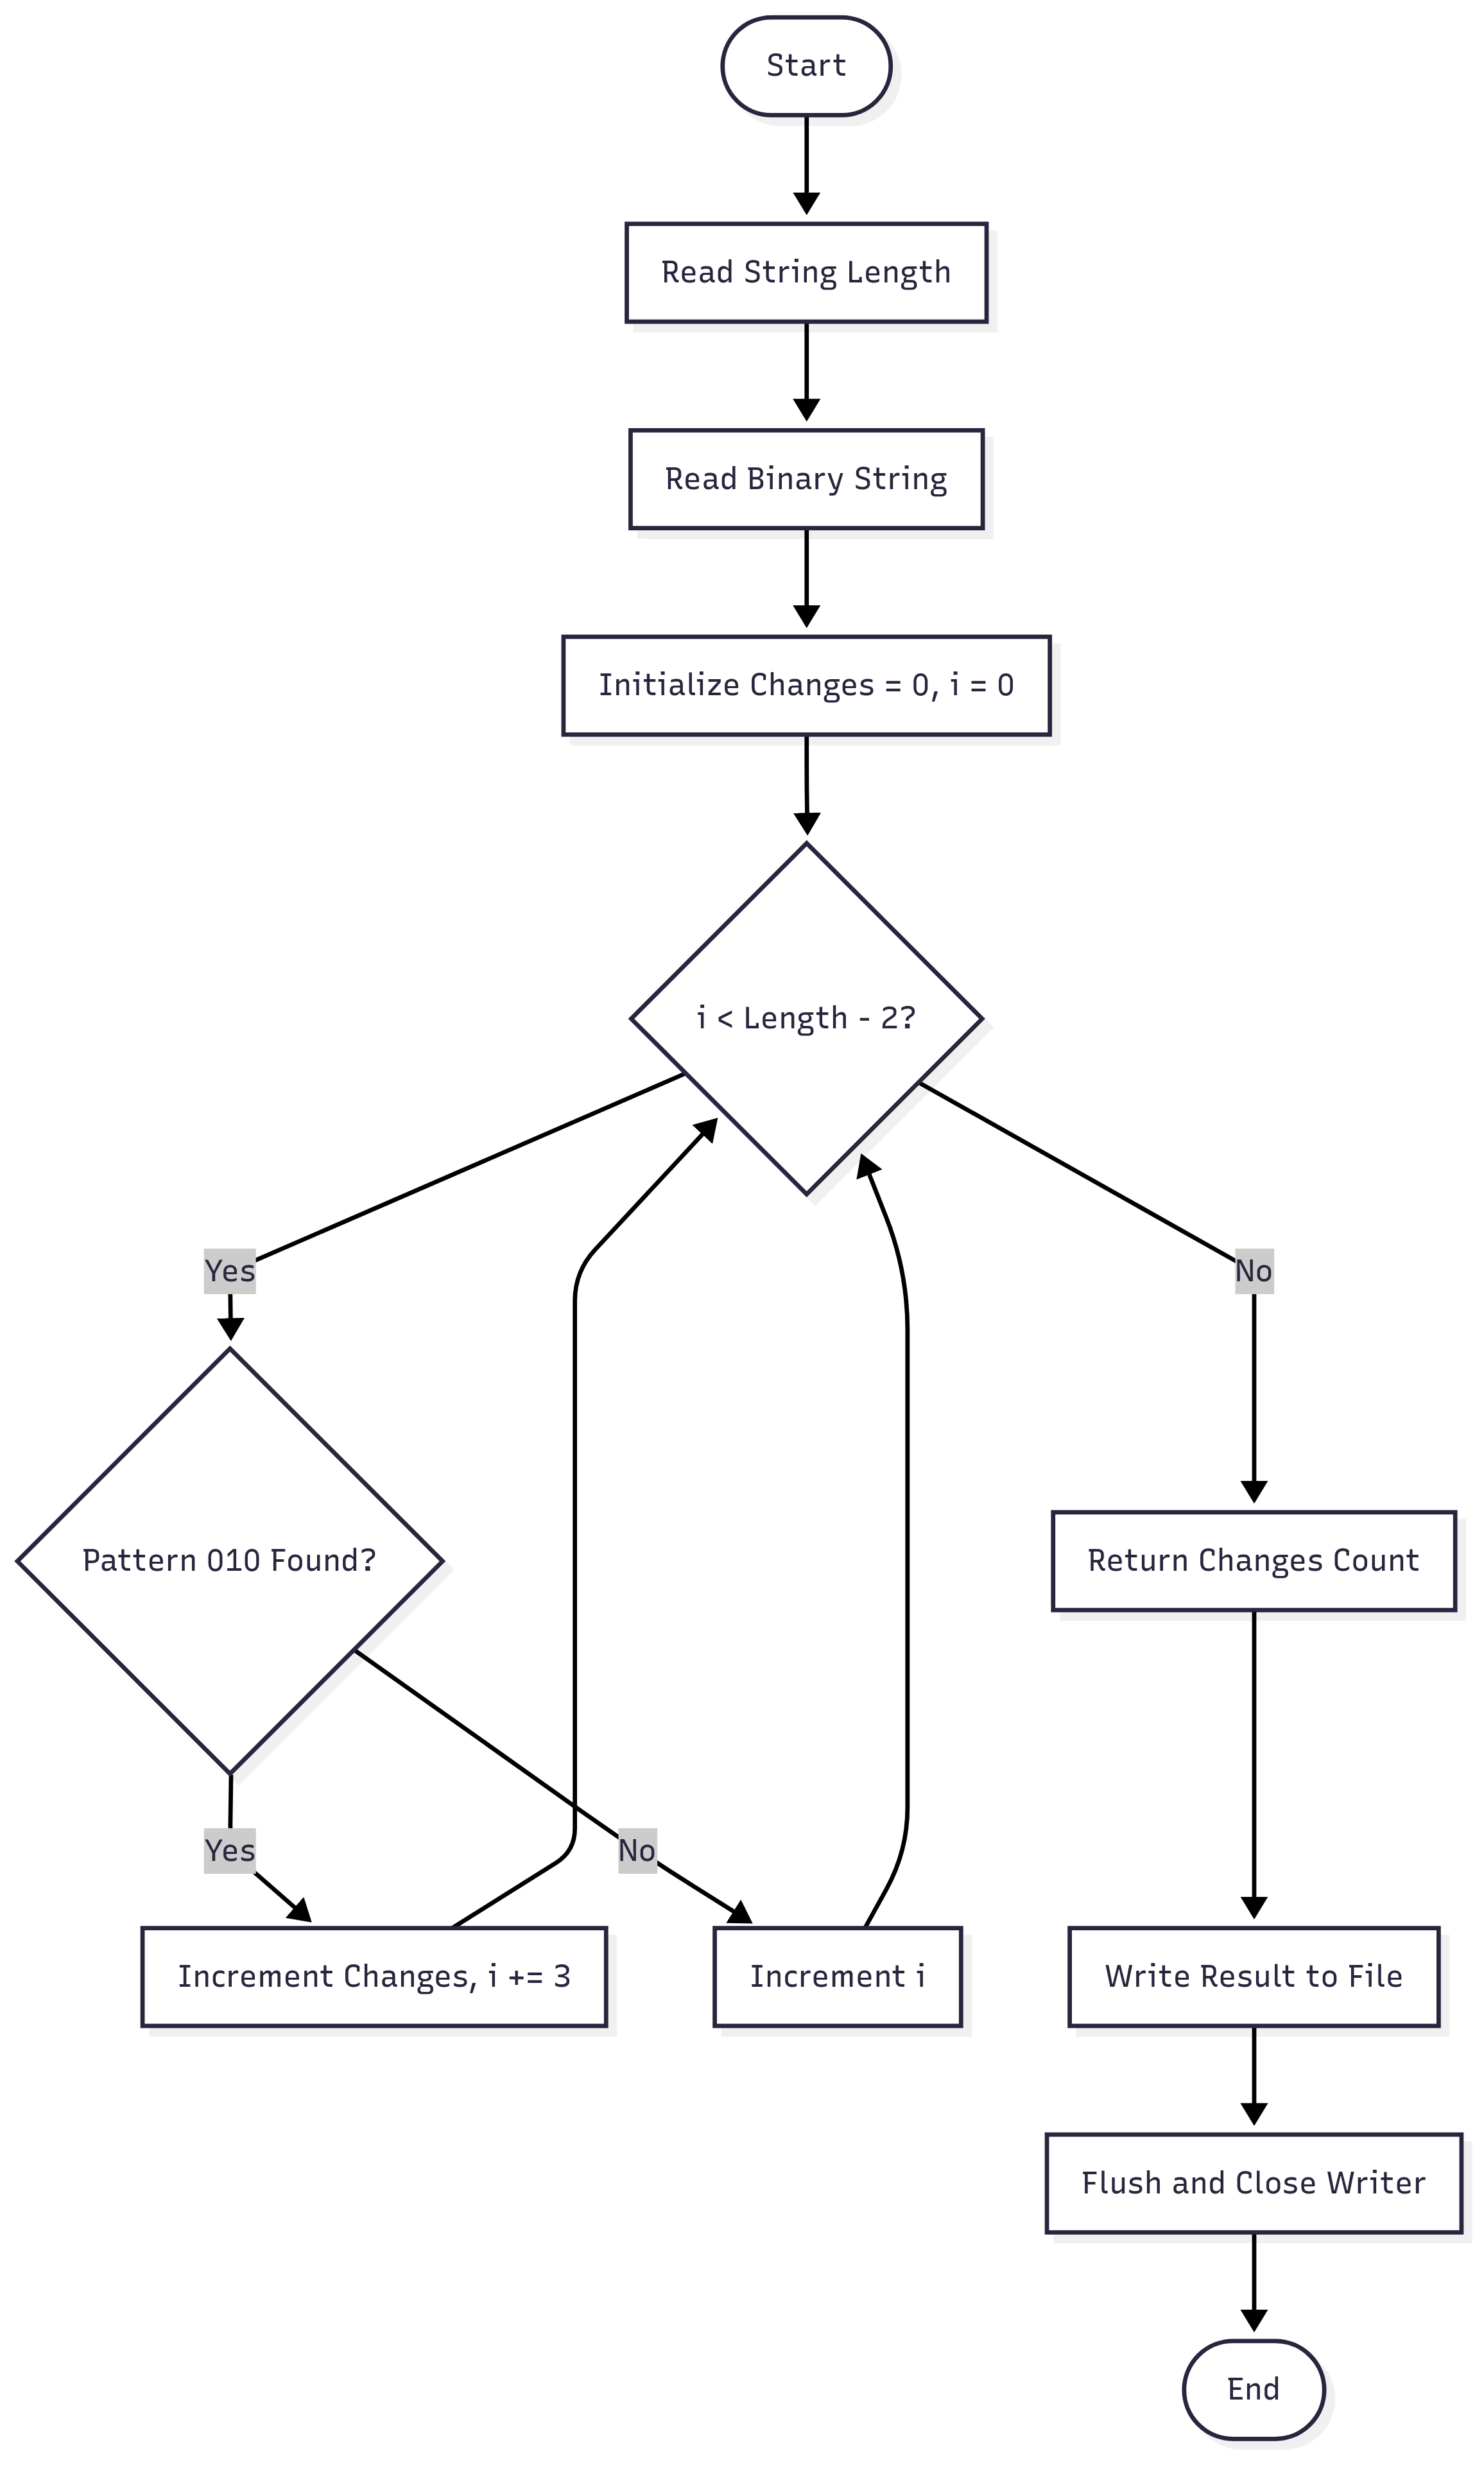 Start
Read String Length
Read Binary String
Initialize Changes = 0, i = 0
i < Length - 2?
Yes
No
Pattern 010 Found?
Return Changes Count
Yes
No
Increment Changes, i += 3
Increment i
Write Result to File
Flush and Close Writer
End